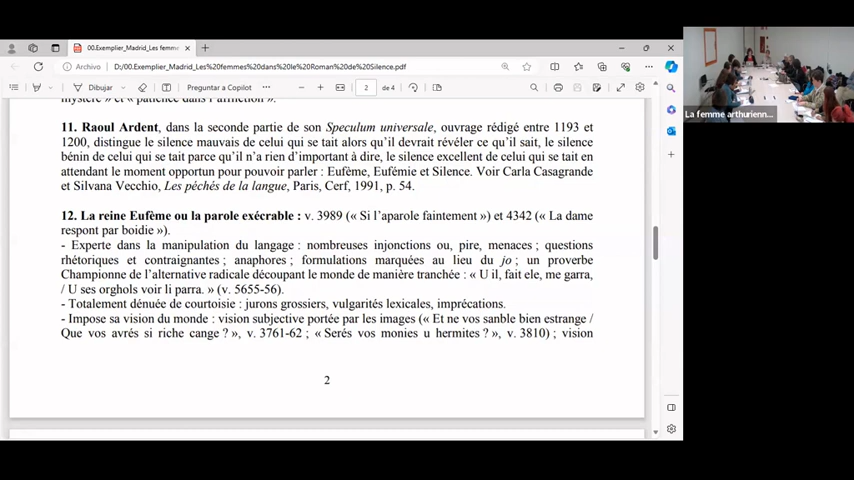 00.Exemplier_Madrid_Les femme
Archivo
D:/00.Exemplier_Madrid_Les%20femmes%20dans%20le%20Roman%20de%20Silence.pdf
Dibujar
Preguntar a Copilot
2
de 4
mystère » et « patience dans l'affliction ».
11. Raoul Ardent, dans la seconde partie de son Speculum universale, ouvrage rédigé entre 1193 et
1200, distingue le silence mauvais de celui qui se tait alors qu'il devrait révéler ce qu'il sait, le silence
bénin de celui qui se tait parce qu'il n'a rien d'important à dire, le silence excellent de celui qui se tait en
attendant le moment opportun pour pouvoir parler : Eufème, Eufémie et Silence. Voir Carla Casagrande
et Silvana Vecchio, Les péchés de la langue, Paris, Cerf, 1991, p. 54.
12. La reine Eufème ou la parole exécrable : v. 3989 (« Si l'aparole faintement ») et 4342 (« La dame
respont par boidie »).
- Experte dans la manipulation du langage : nombreuses injonctions ou, pire, menaces ; questions
rhétoriques et contraignantes ; anaphores ; formulations marquées au lieu du jo ; un proverbe
Championne de l'alternative radicale découpant le monde de manière tranchée : « U il, fait ele, me garra,
/ U ses orghols voir li parra. » (v. 5655-56).
- Totalement dénuée de courtoisie : jurons grossiers, vulgarités lexicales, imprécations.
- Impose sa vision du monde : vision subjective portée par les images (« Et ne vos sanble bien estrange /
Que vos avrés si riche cange ? », v. 3761-62 ; « Serés vos monies u hermites ? », v. 3810) ; vision
2
La femme arthurienn...